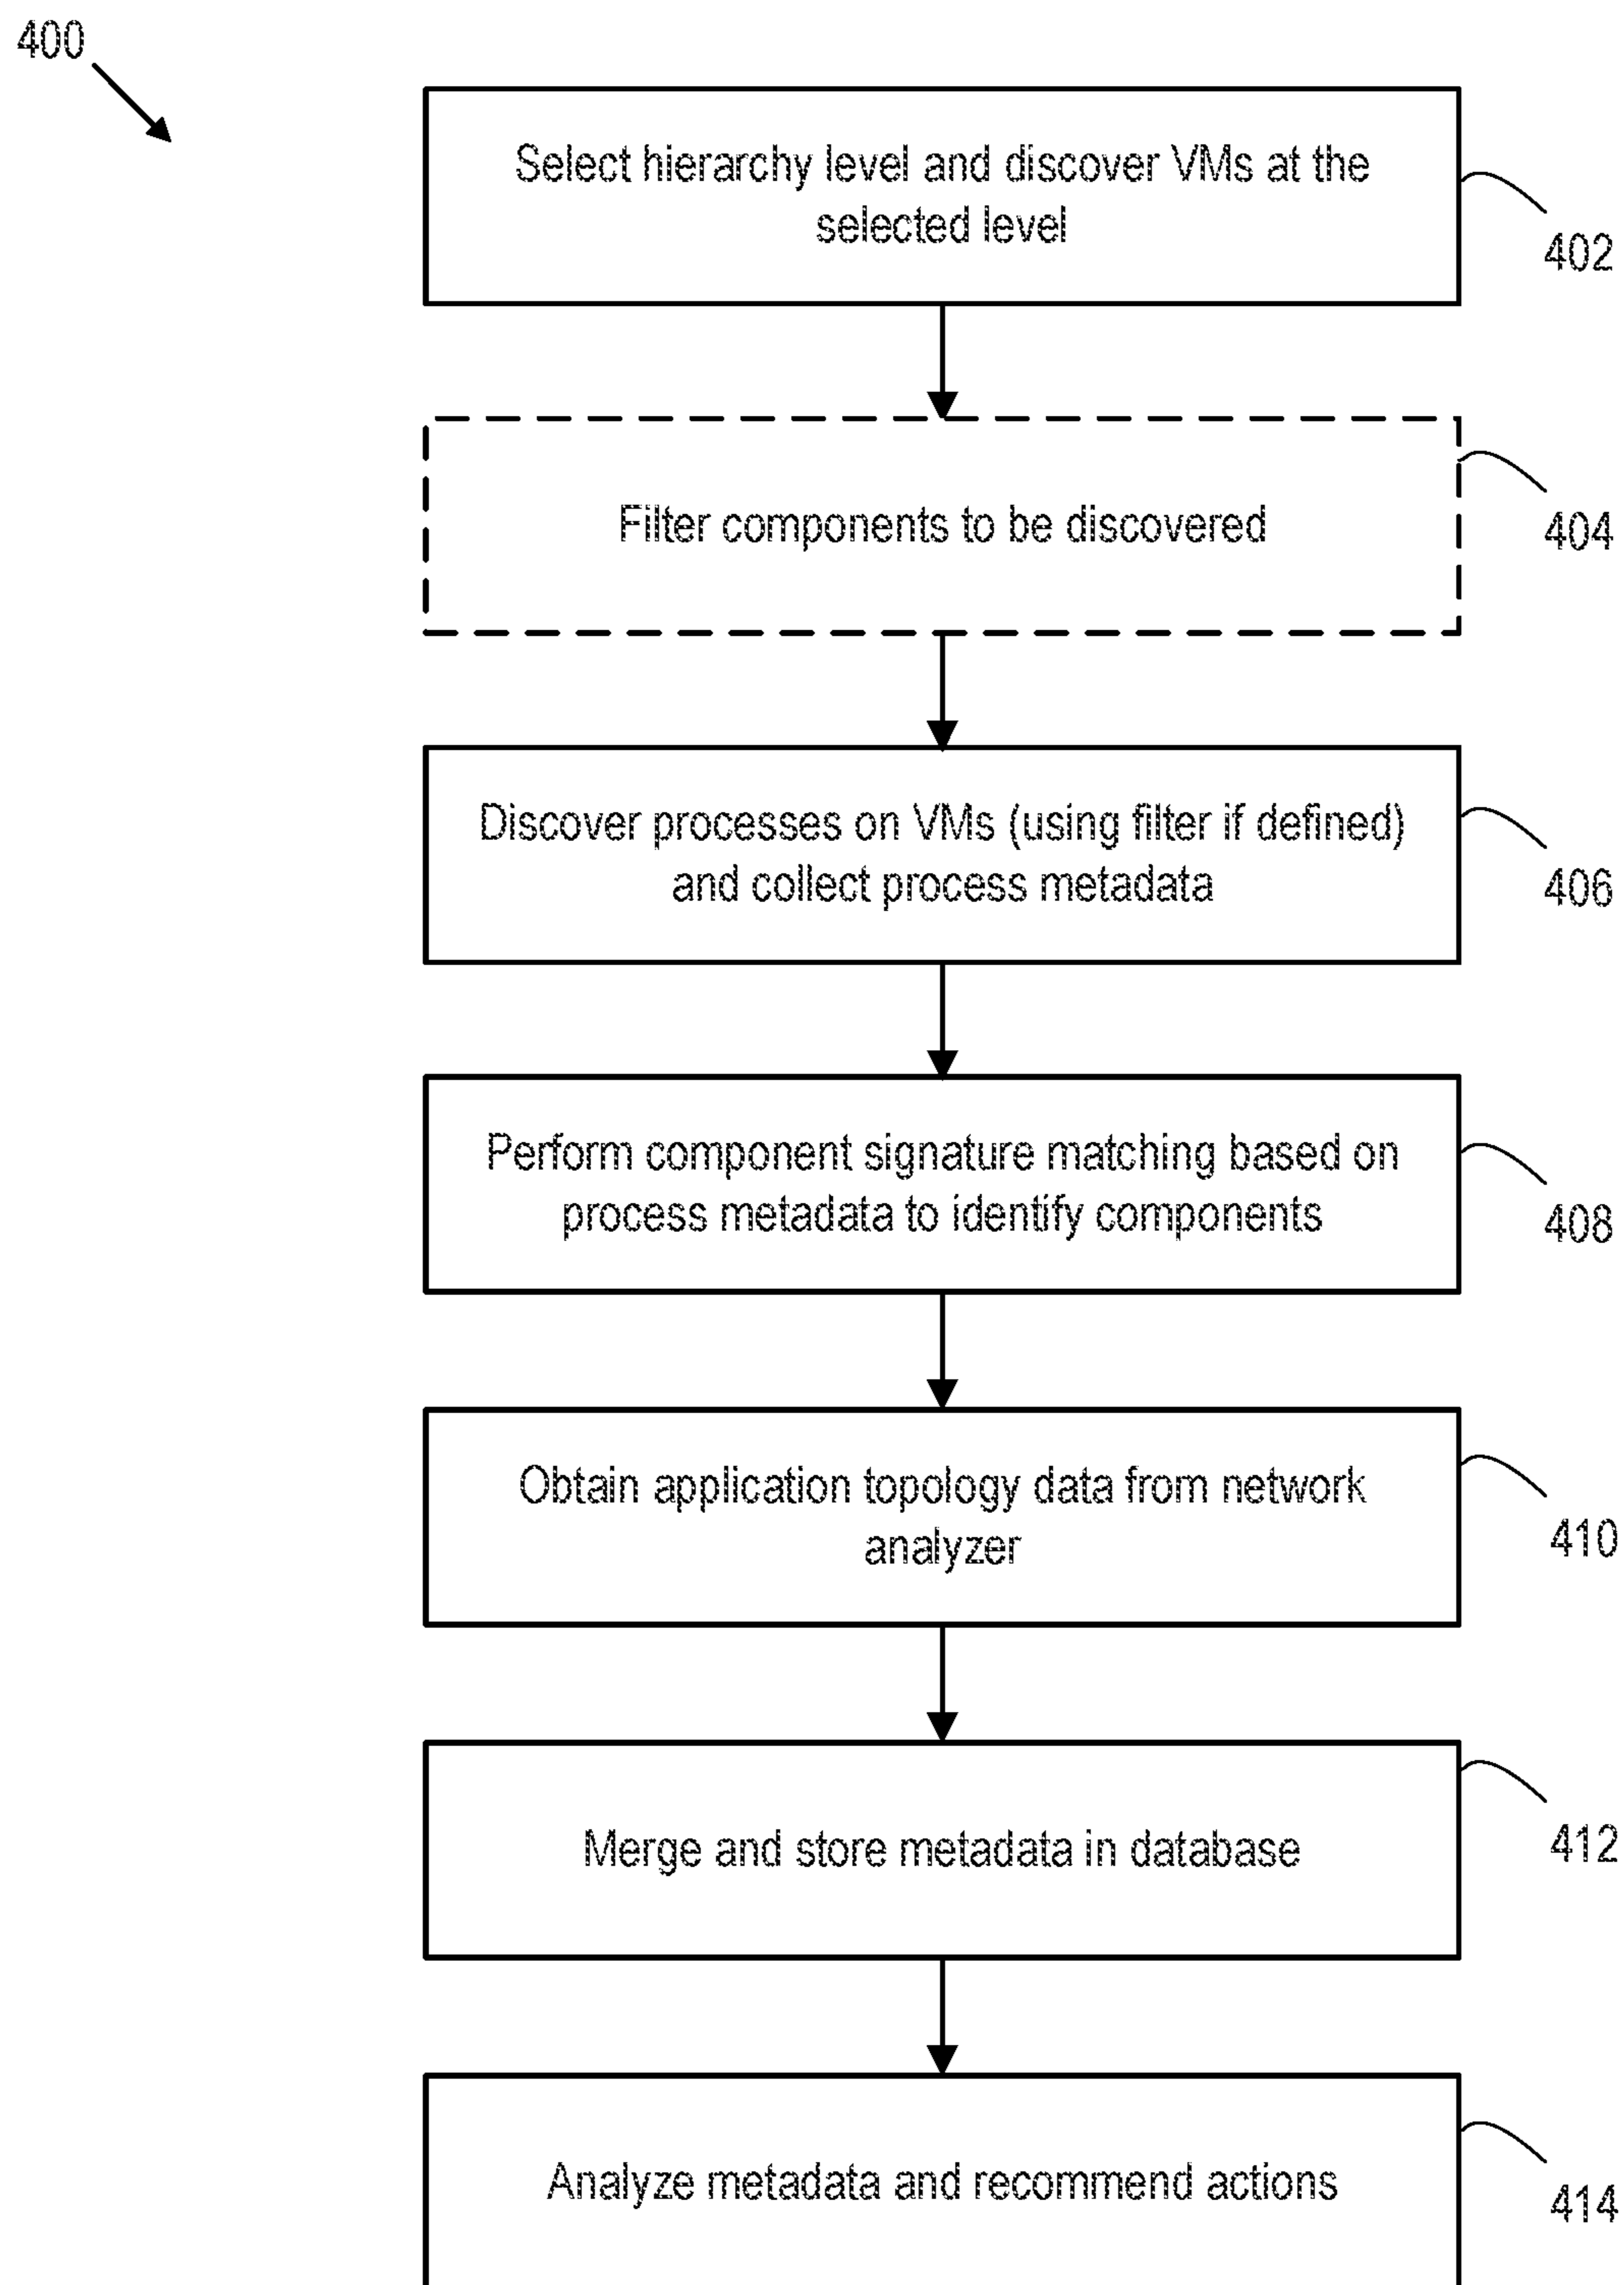 400
Select hierarchy level and discover VMs at the
selected level
402
Filter components to be discovered
404
Discover processes on VMs (using filter if defined)
and collect process metadata
406
Perform component signature matching based on
process metadata to identify components
408
Obtain application topology data from network
analyzer
410
Merge and store metadata in database
412
Analyze metadata and recommend actions
414